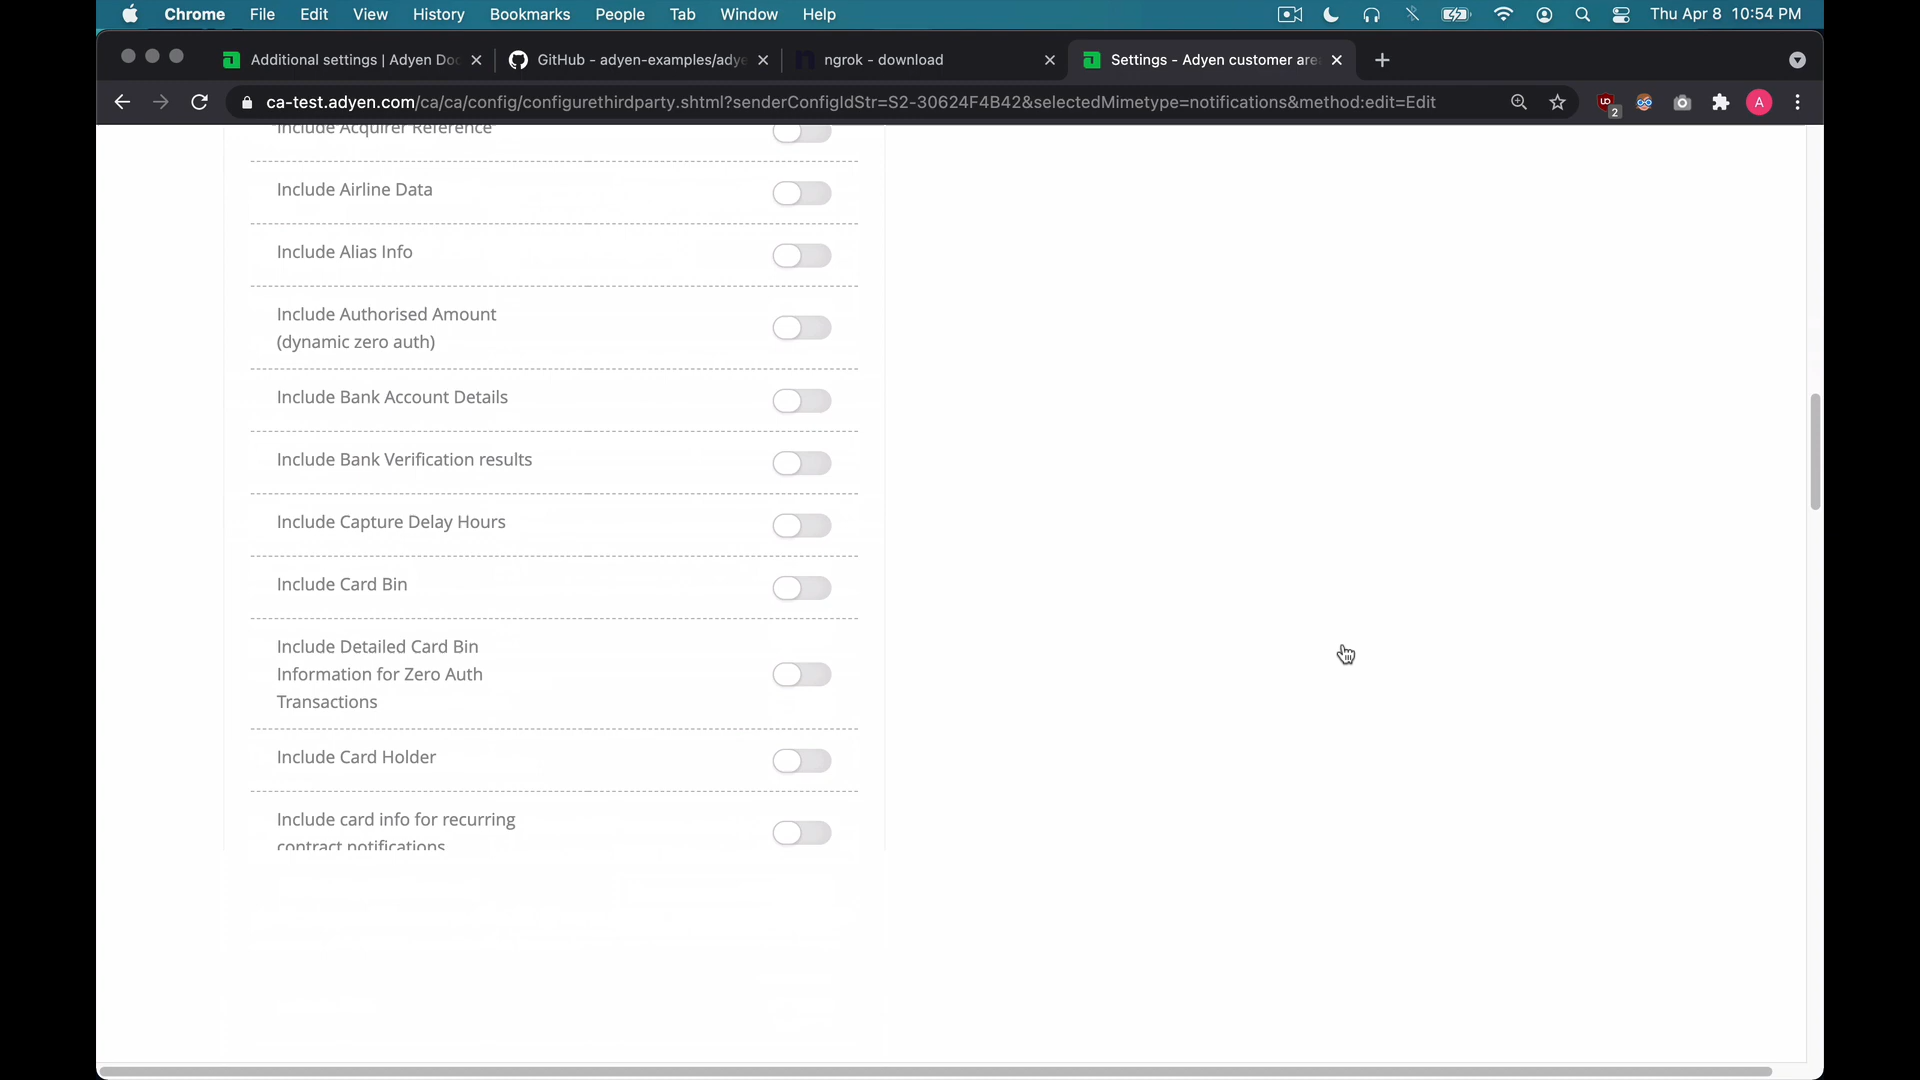 Chrome File Edit View History Bookmarks People Tab Window Help Thu Apr 8 10:54 PM
Additional settings | Adyen Doc GitHub - adyen-examples/adye ngrok - download Settings - Adyen customer are
ca-test.adyen.com/ca/ca/config/configurethirdparty.shtml?senderConfigIdStr=S2-30624F4B42&selectedMimetype=notifications&method:edit=Edit 2 A
Include Acquirer Reference
Include Airline Data
Include Alias Info
Include Authorised Amount
(dynamic zero auth)
Include Bank Account Details
Include Bank Verification results
Include Capture Delay Hours
Include Card Bin
Include Detailed Card Bin
Information for Zero Auth
Transactions
Include Card Holder
Include card info for recurring
contract notifications